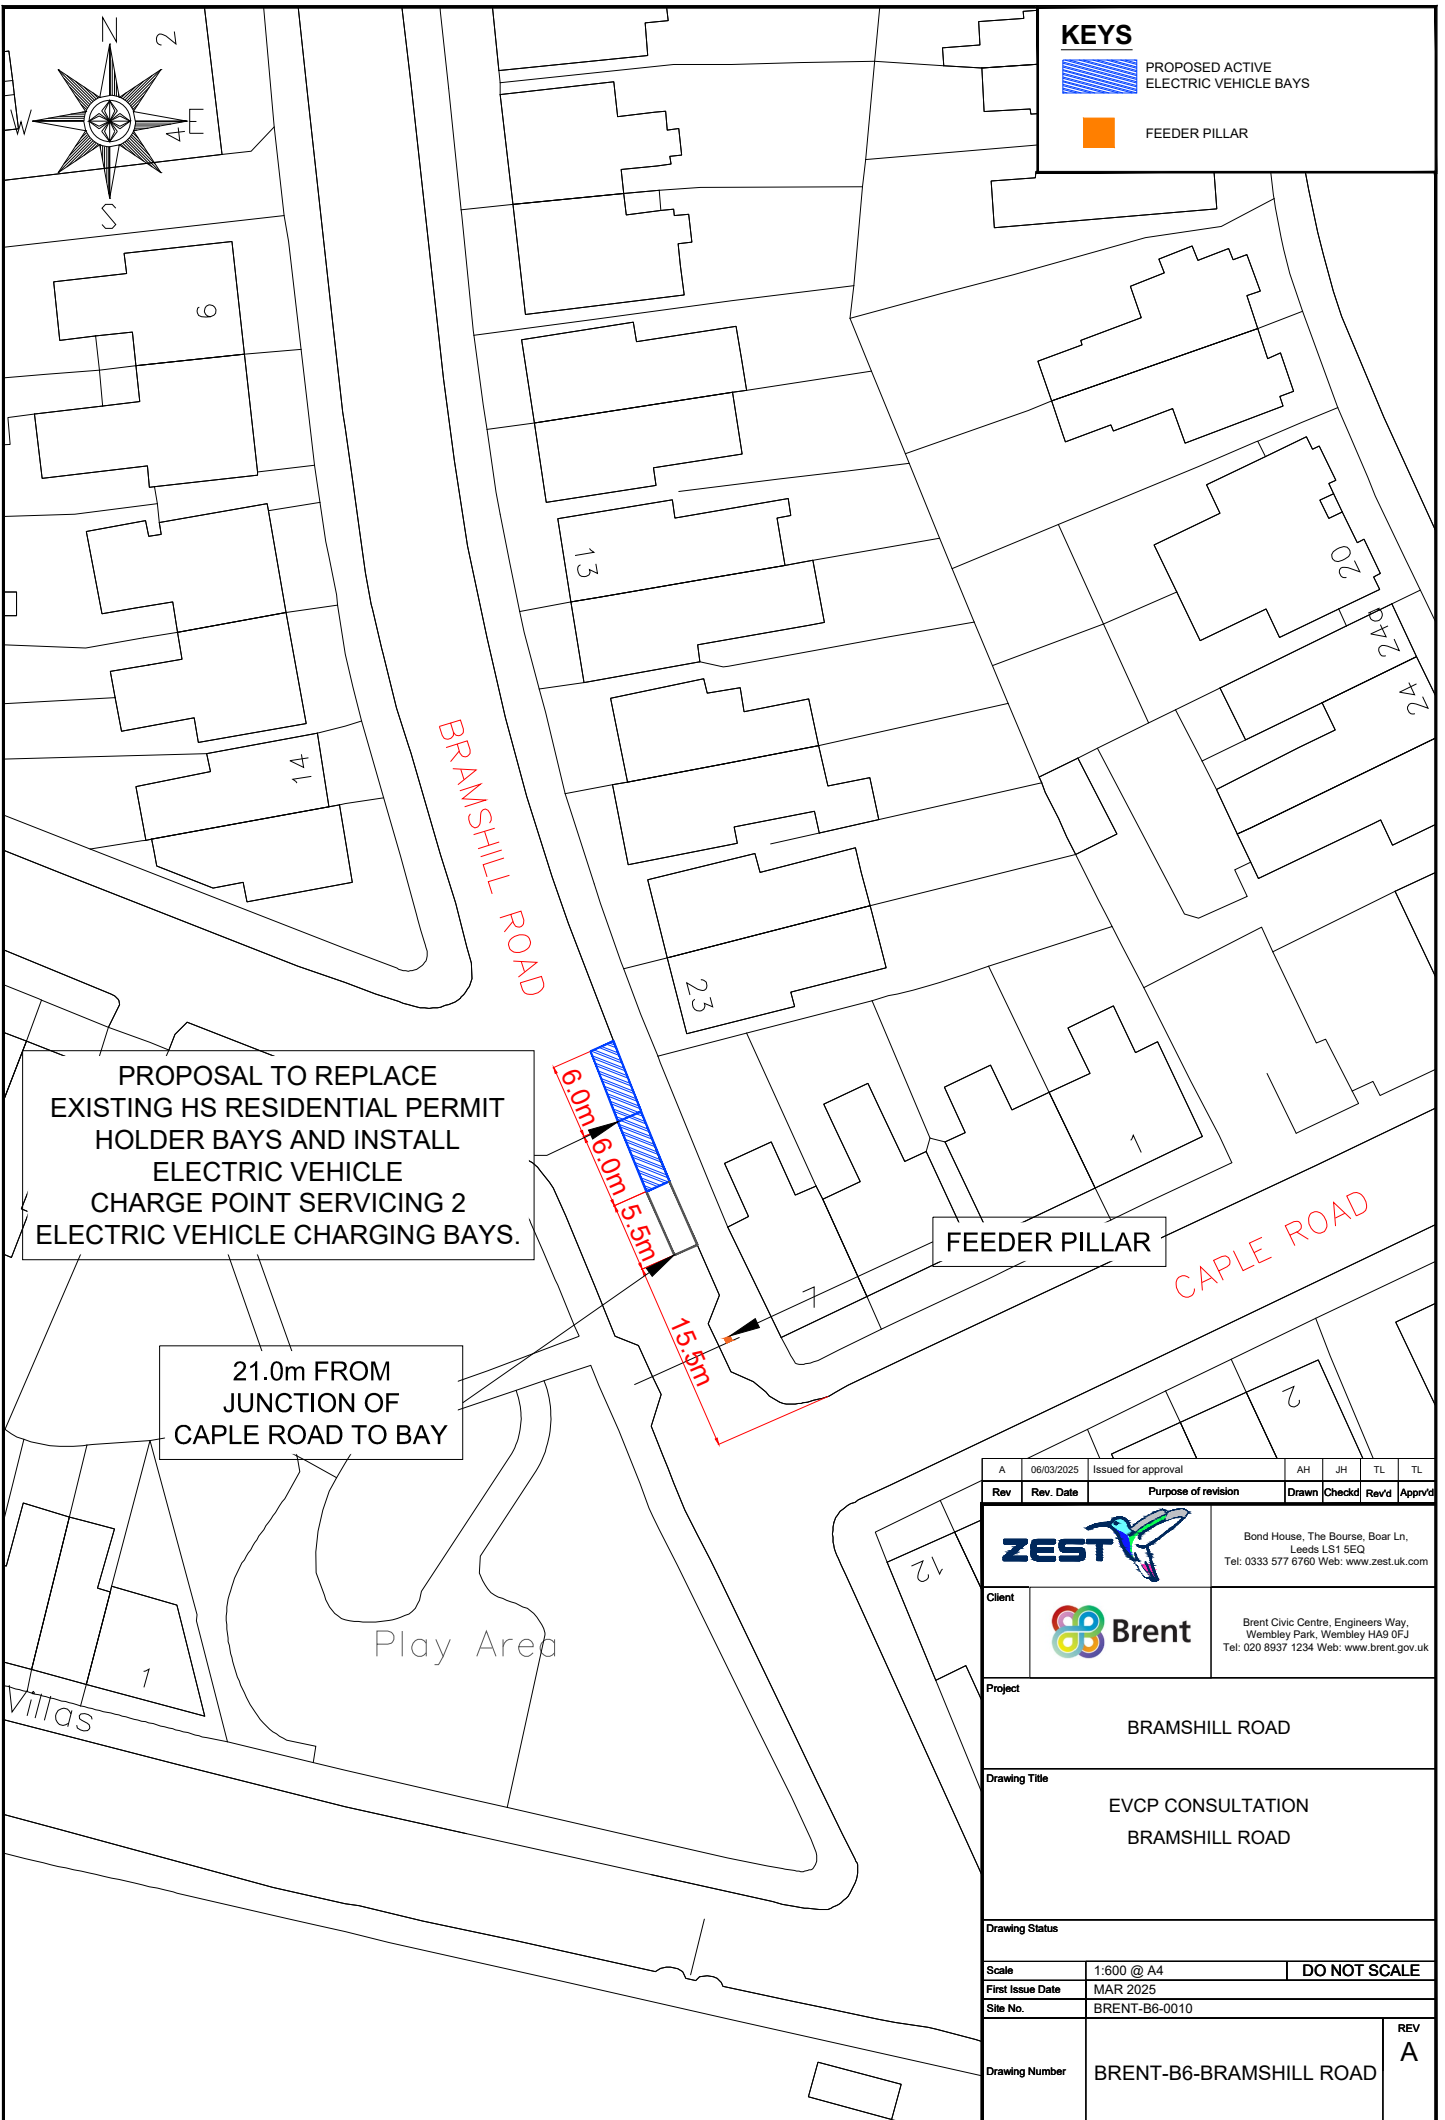 N
2
W
E
4
S
KEYS
PROPOSED ACTIVE
ELECTRIC VEHICLE BAYS
FEEDER PILLAR
6
13
14
20
24a
24
BRAMSHILL ROAD
23
PROPOSAL TO REPLACE
EXISTING HS RESIDENTIAL PERMIT
HOLDER BAYS AND INSTALL
ELECTRIC VEHICLE
CHARGE POINT SERVICING 2
ELECTRIC VEHICLE CHARGING BAYS.
6.0m
6.0m
5.5m
15.5m
1
7
FEEDER PILLAR
CAPLE ROAD
21.0m FROM
JUNCTION OF
CAPLE ROAD TO BAY
2
12
Play Area
1
Villas
A 06/03/2025 Issued for approval AH JH TL TL
Rev Rev. Date Purpose of revision Drawn Checkd Rev'd Apprv'd
ZEST
Bond House, The Bourse, Boar Ln,
Leeds LS1 5EQ
Tel: 0333 577 6760 Web: www.zest.uk.com
Client
Brent
Brent Civic Centre, Engineers Way,
Wembley Park, Wembley HA9 0FJ
Tel: 020 8937 1234 Web: www.brent.gov.uk
Project
BRAMSHILL ROAD
Drawing Title
EVCP CONSULTATION
BRAMSHILL ROAD
Drawing Status
Scale 1:600 @ A4 DO NOT SCALE
First Issue Date MAR 2025
Site No. BRENT-B6-0010
Drawing Number BRENT-B6-BRAMSHILL ROAD
REV
A